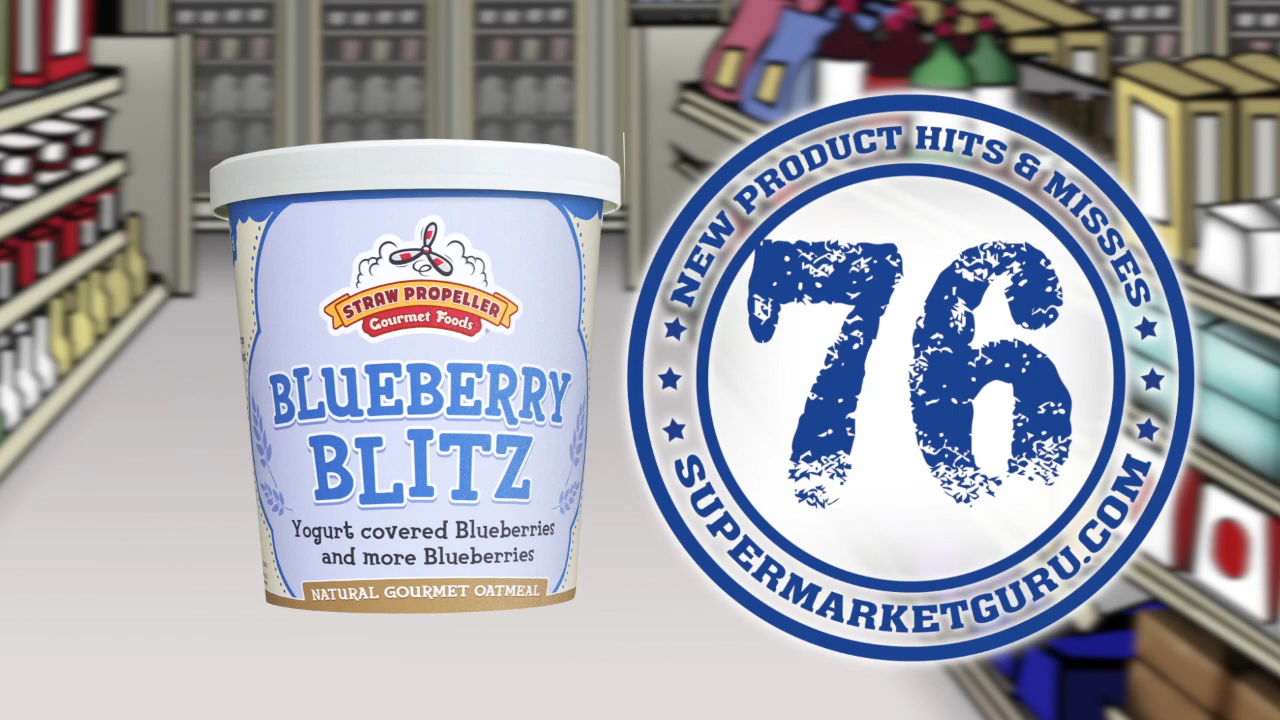 STRAW PROPELLER
Gourmet Foods
BLUEBERRY
BLITZ
Yogurt covered Blueberries
and more Blueberries
NATURAL GOURMET OATMEAL
NEW PRODUCT HITS & MISSES
76
SUPERMARKETGURU.COM